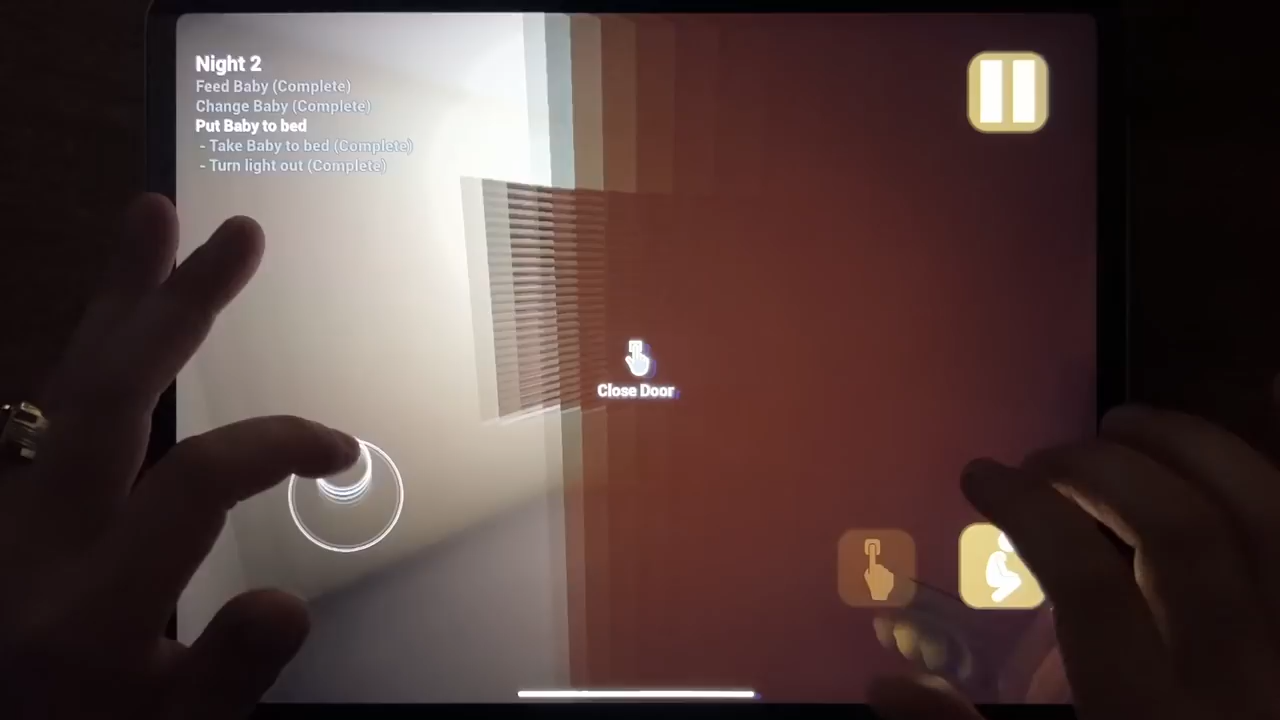 Night 2
Feed Baby (Complete)
Change Baby (Complete)
Put Baby to bed
- Take Baby to bed (Complete)
- Turn light out (Complete)
Close Door